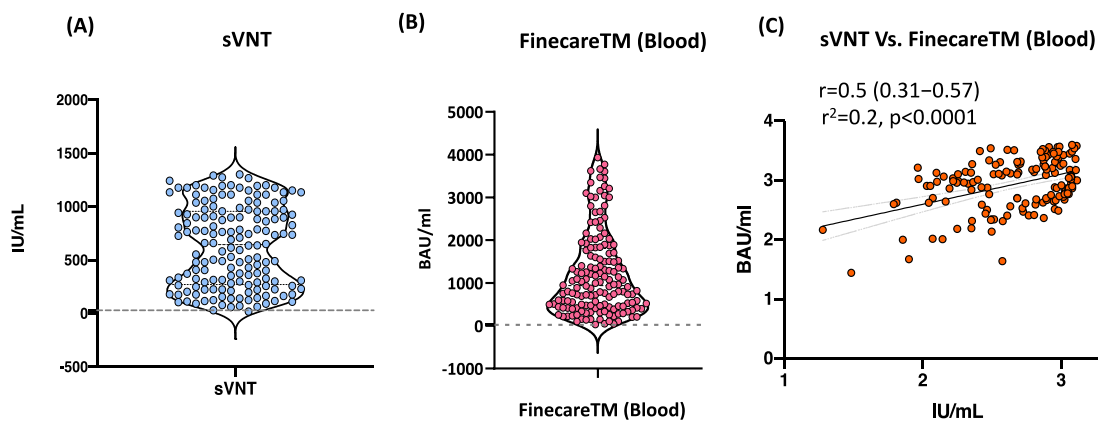 (A)
sVNT
IU/mL
2000
1500
1000
500
0
-500
sVNT
(B)
FinecareTM (Blood)
BAU/ml
5000
4000
3000
2000
1000
0
-1000
FinecareTM (Blood)
(C)
sVNT Vs. FinecareTM (Blood)
r=0.5 (0.31–0.57)
r²=0.2, p<0.0001
BAU/ml
4
3
2
1
0
1
2
3
IU/mL